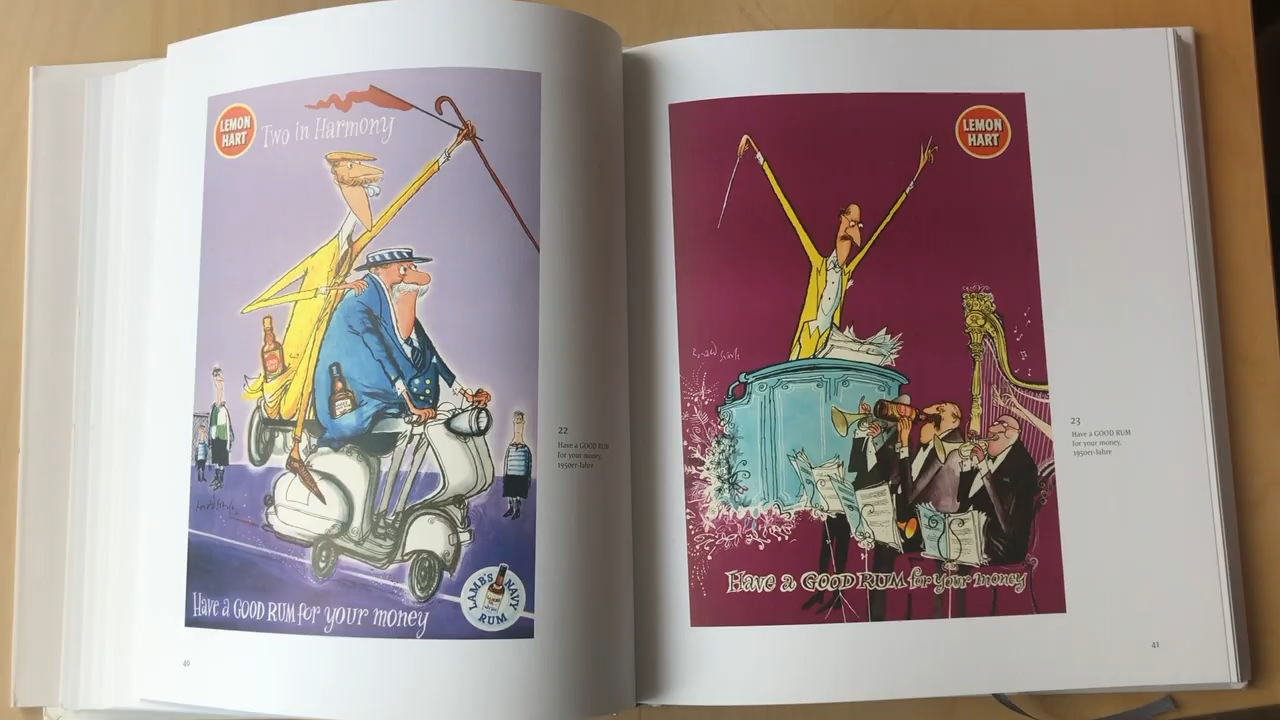 LEMON
HART
Two in Harmony
Have a GOOD RUM for your money
LAMB'S NAVY
RUM
22
Have a GOOD RUM
for your money,
1950er-Jahre
40
LEMON
HART
Ronald Searle
Have a GOOD RUM for your money
23
Have a GOOD RUM
for your money,
1950er-Jahre
41